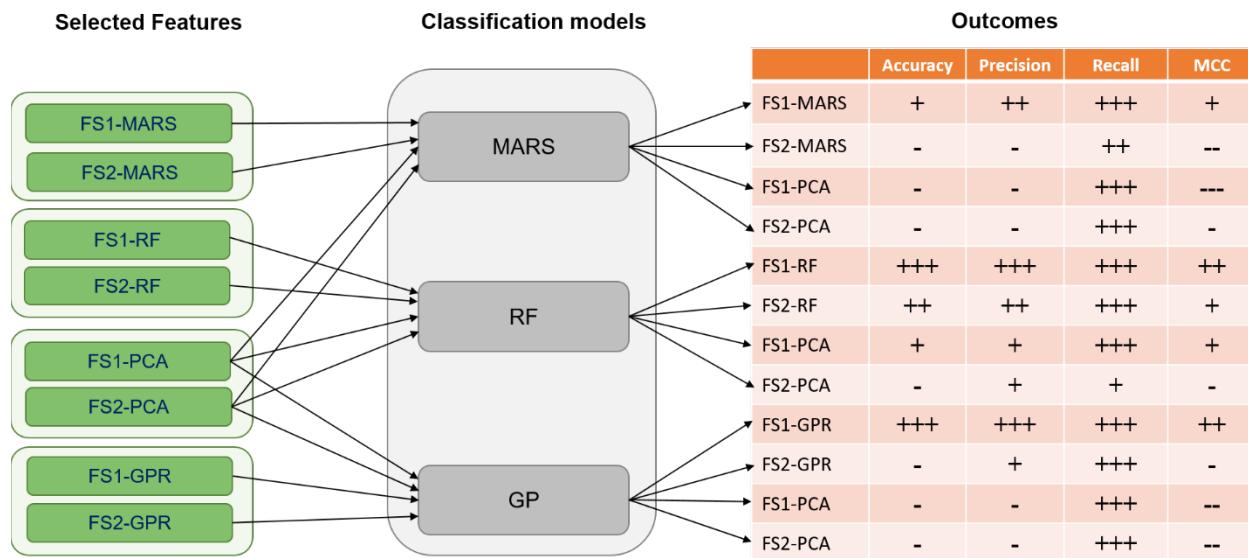 Selected Features
Classification models
Outcomes
FS1-MARS
FS2-MARS
FS1-RF
FS2-RF
FS1-PCA
FS2-PCA
FS1-GPR
FS2-GPR
MARS
RF
GP
Accuracy Precision Recall MCC
FS1-MARS + ++ +++ +
FS2-MARS - - ++ --
FS1-PCA - - +++ ---
FS2-PCA - - +++ -
FS1-RF +++ +++ +++ ++
FS2-RF ++ ++ +++ +
FS1-PCA + + +++ +
FS2-PCA - + + -
FS1-GPR +++ +++ +++ ++
FS2-GPR - + +++ -
FS1-PCA - - +++ --
FS2-PCA - - +++ --